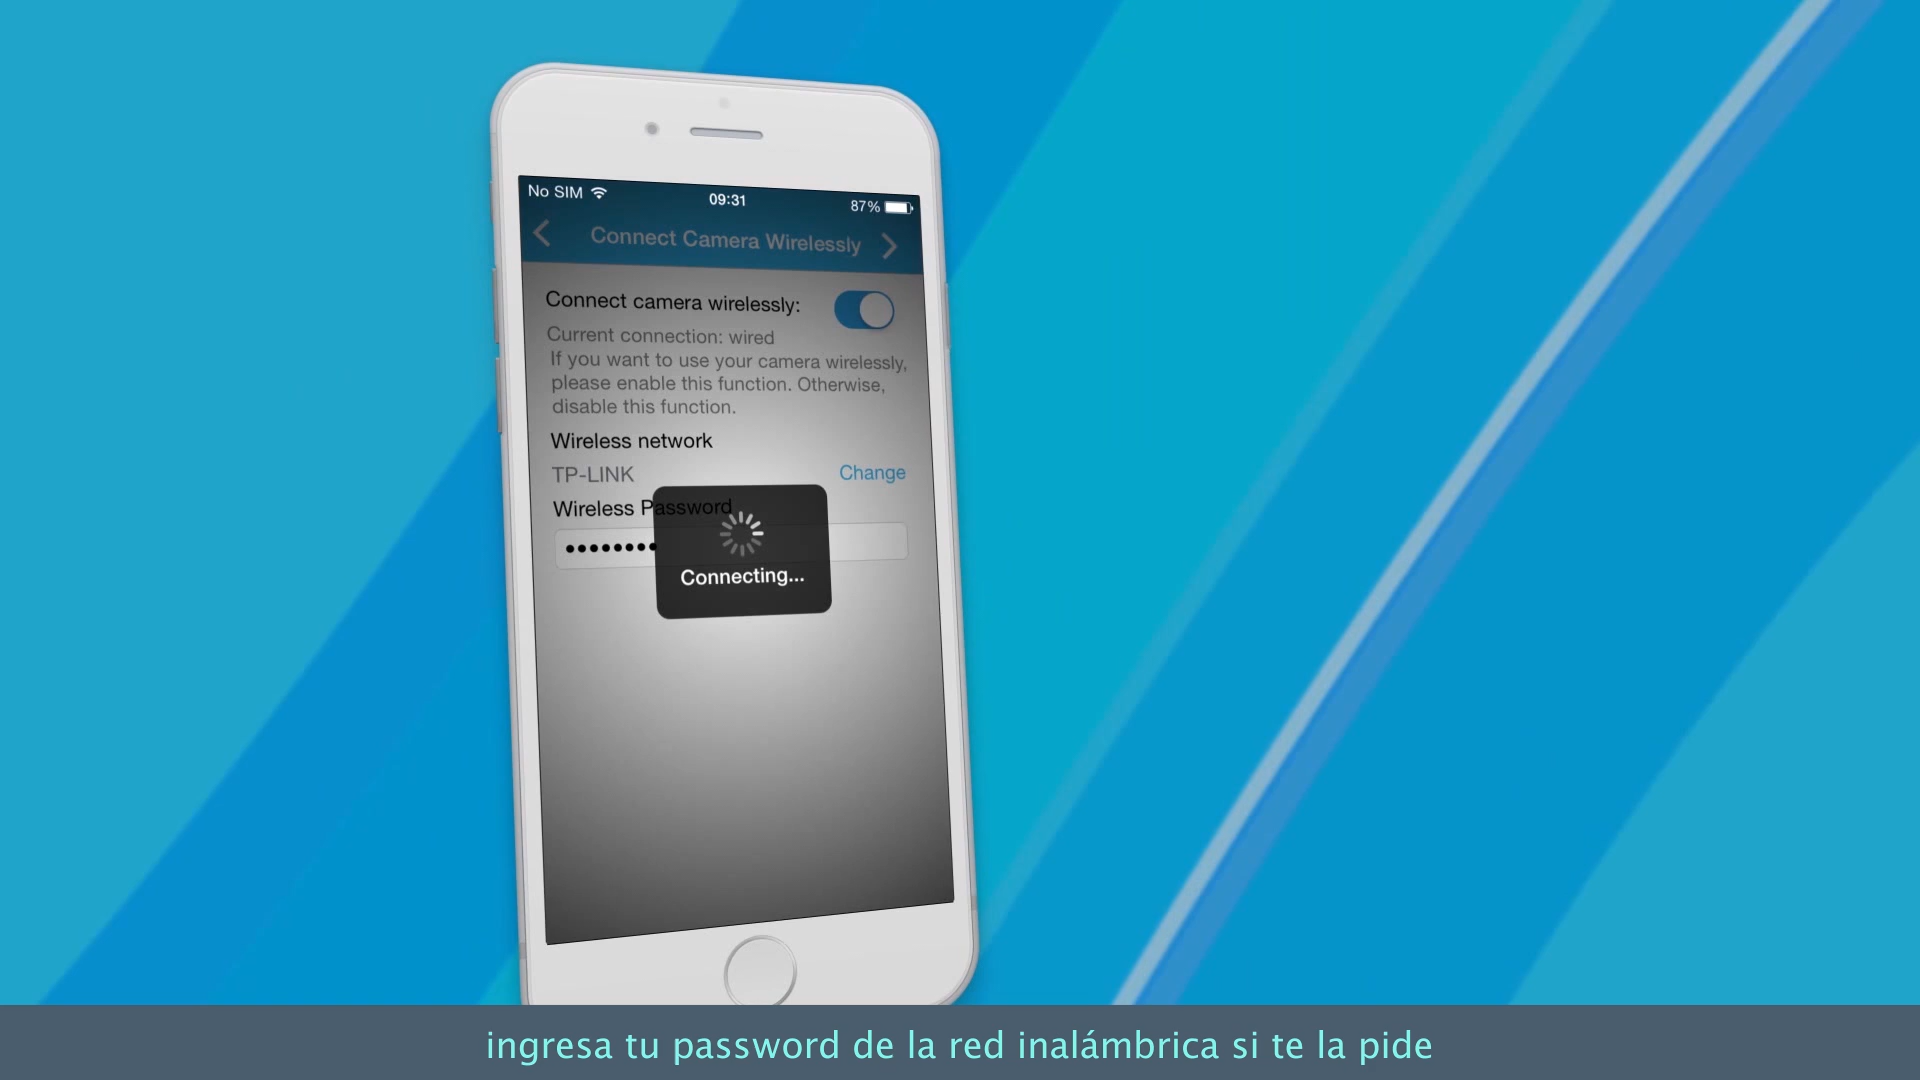 No SIM 09:31 87%
Connect Camera Wirelessly
Connect camera wirelessly:
Current connection: wired
If you want to use your camera wirelessly,
please enable this function. Otherwise,
disable this function.
Wireless network
TP-LINK Change
Wireless Password
••••••••
Connecting...
ingresa tu password de la red inalámbrica si te la pide